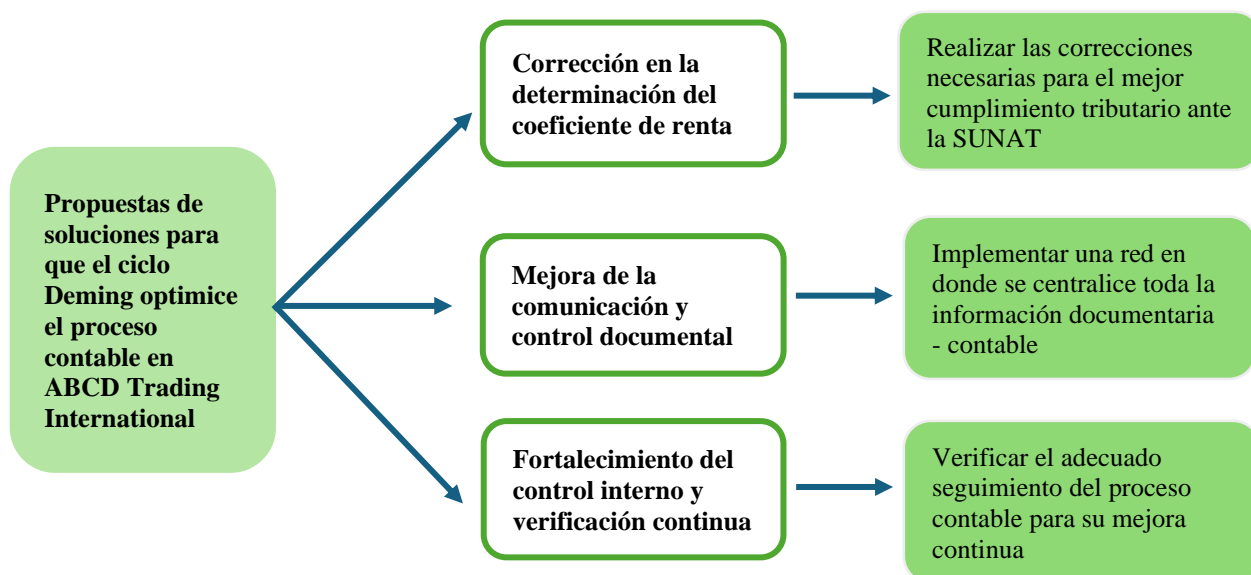 Propuestas de
soluciones para
que el ciclo
Deming optimice
el proceso
contable en
ABCD Trading
International
Corrección en la
determinación del
coeficiente de renta
Realizar las correcciones
necesarias para el mejor
cumplimiento tributario ante
la SUNAT
Mejora de la
comunicación y
control documental
Implementar una red en
donde se centralice toda la
información documentaria
- contable
Fortalecimiento del
control interno y
verificación continua
Verificar el adecuado
seguimiento del proceso
contable para su mejora
continua